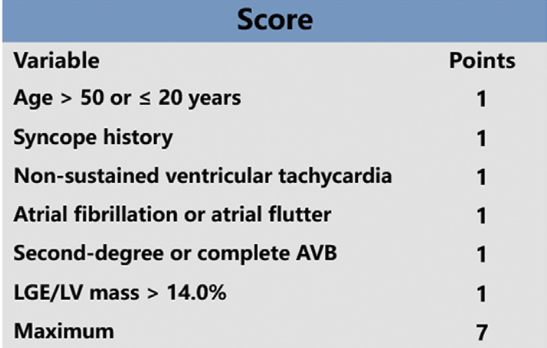 Score
Variable Points
Age > 50 or ≤ 20 years 1
Syncope history 1
Non-sustained ventricular tachycardia 1
Atrial fibrillation or atrial flutter 1
Second-degree or complete AVB 1
LGE/LV mass > 14.0% 1
Maximum 7